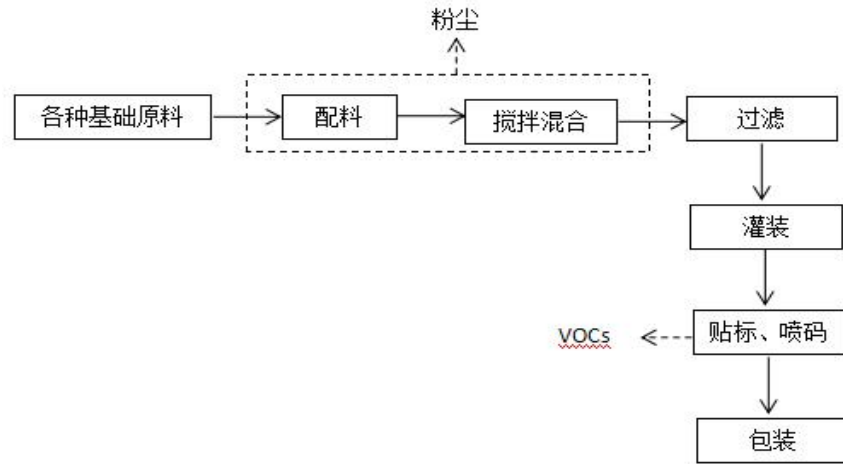 粉尘
各种基础原料
配料
搅拌混合
过滤
灌装
VOCs
贴标、喷码
包装